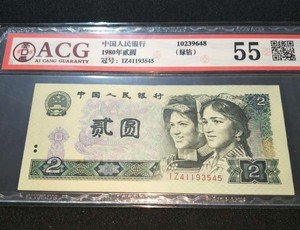 ACG
AI CANG GUARANTY
中国人民银行
1980年贰圆
冠号：IZ41193545
10239648
(绿钻)
55
中国人民银行
贰圆
2
IZ41193545
2